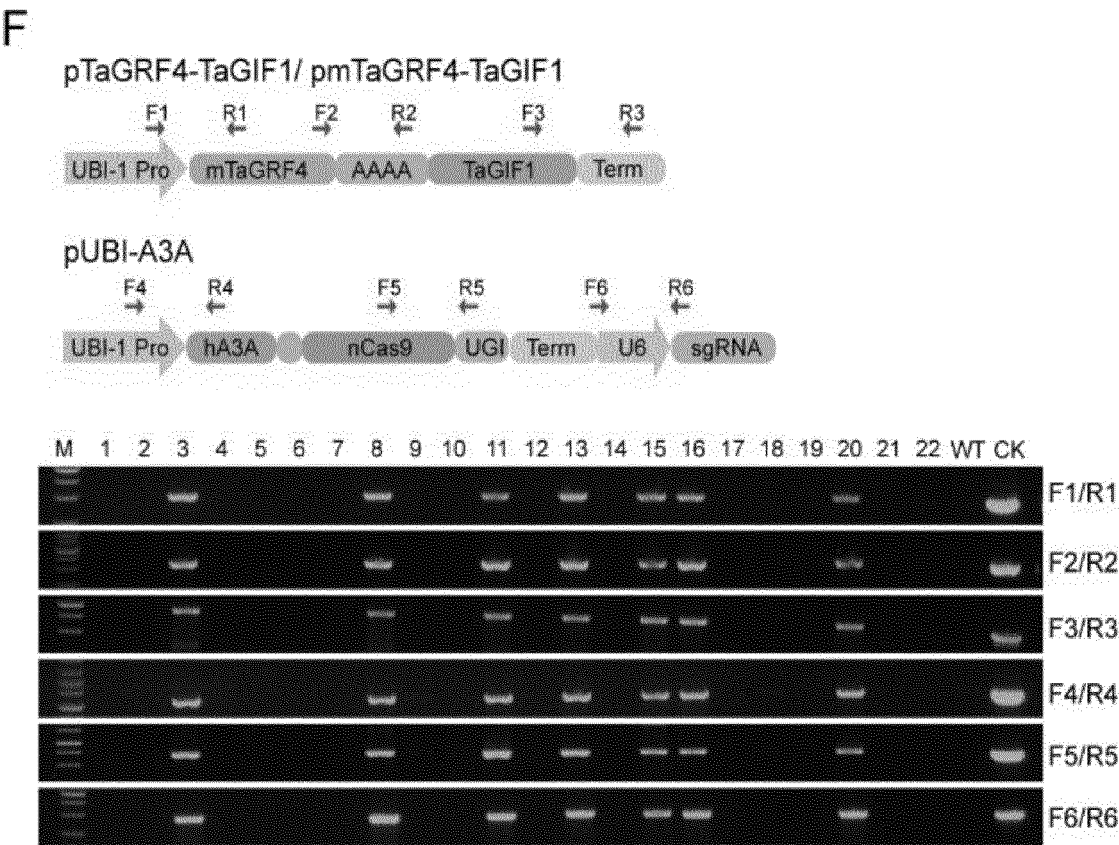 F
pTaGRF4-TaGIF1/ pmTaGRF4-TaGIF1
F1 R1 F2 R2 F3 R3
UBI-1 Pro mTaGRF4 AAAA TaGIF1 Term
pUBI-A3A
F4 R4 F5 R5 F6 R6
UBI-1 Pro hA3A nCas9 UGI Term U6 sgRNA
M 1 2 3 4 5 6 7 8 9 10 11 12 13 14 15 16 17 18 19 20 21 22 WT CK
F1/R1
F2/R2
F3/R3
F4/R4
F5/R5
F6/R6